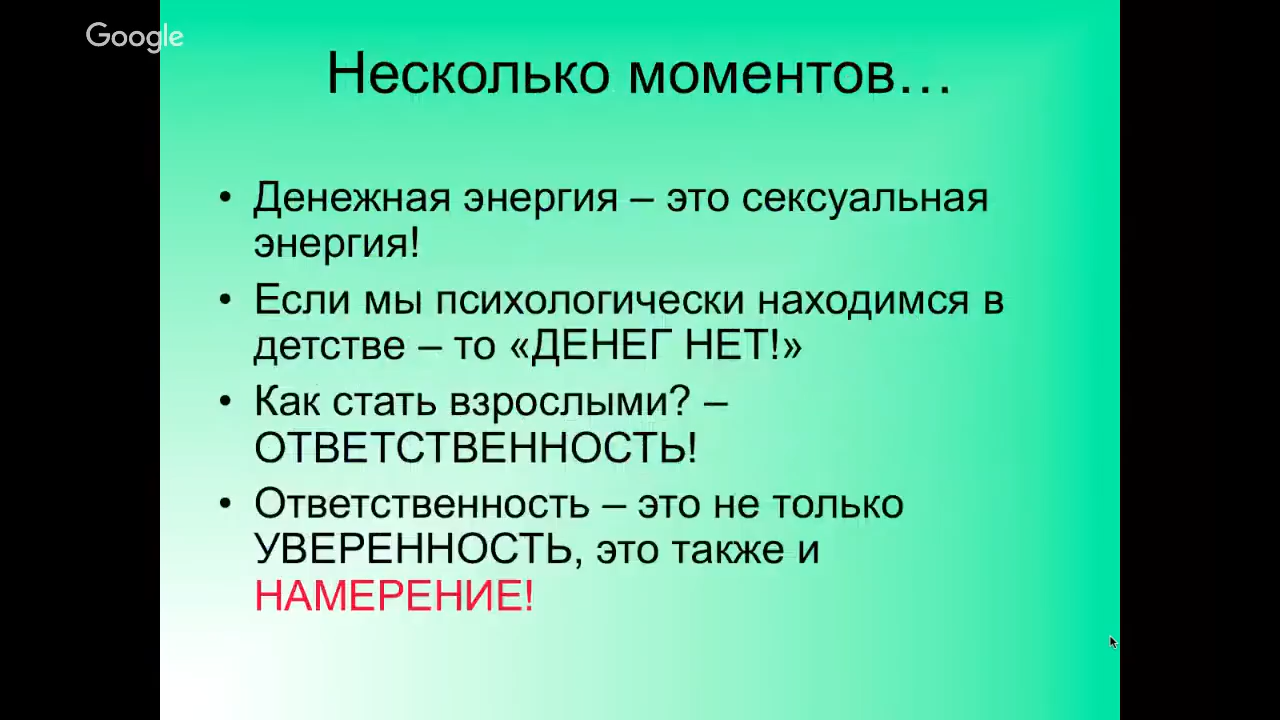 Google
Несколько моментов…
• Денежная энергия – это сексуальная
энергия!
• Если мы психологически находимся в
детстве – то «ДЕНЕГ НЕТ!»
• Как стать взрослыми? –
ОТВЕТСТВЕННОСТЬ!
• Ответственность – это не только
УВЕРЕННОСТЬ, это также и
НАМЕРЕНИЕ!